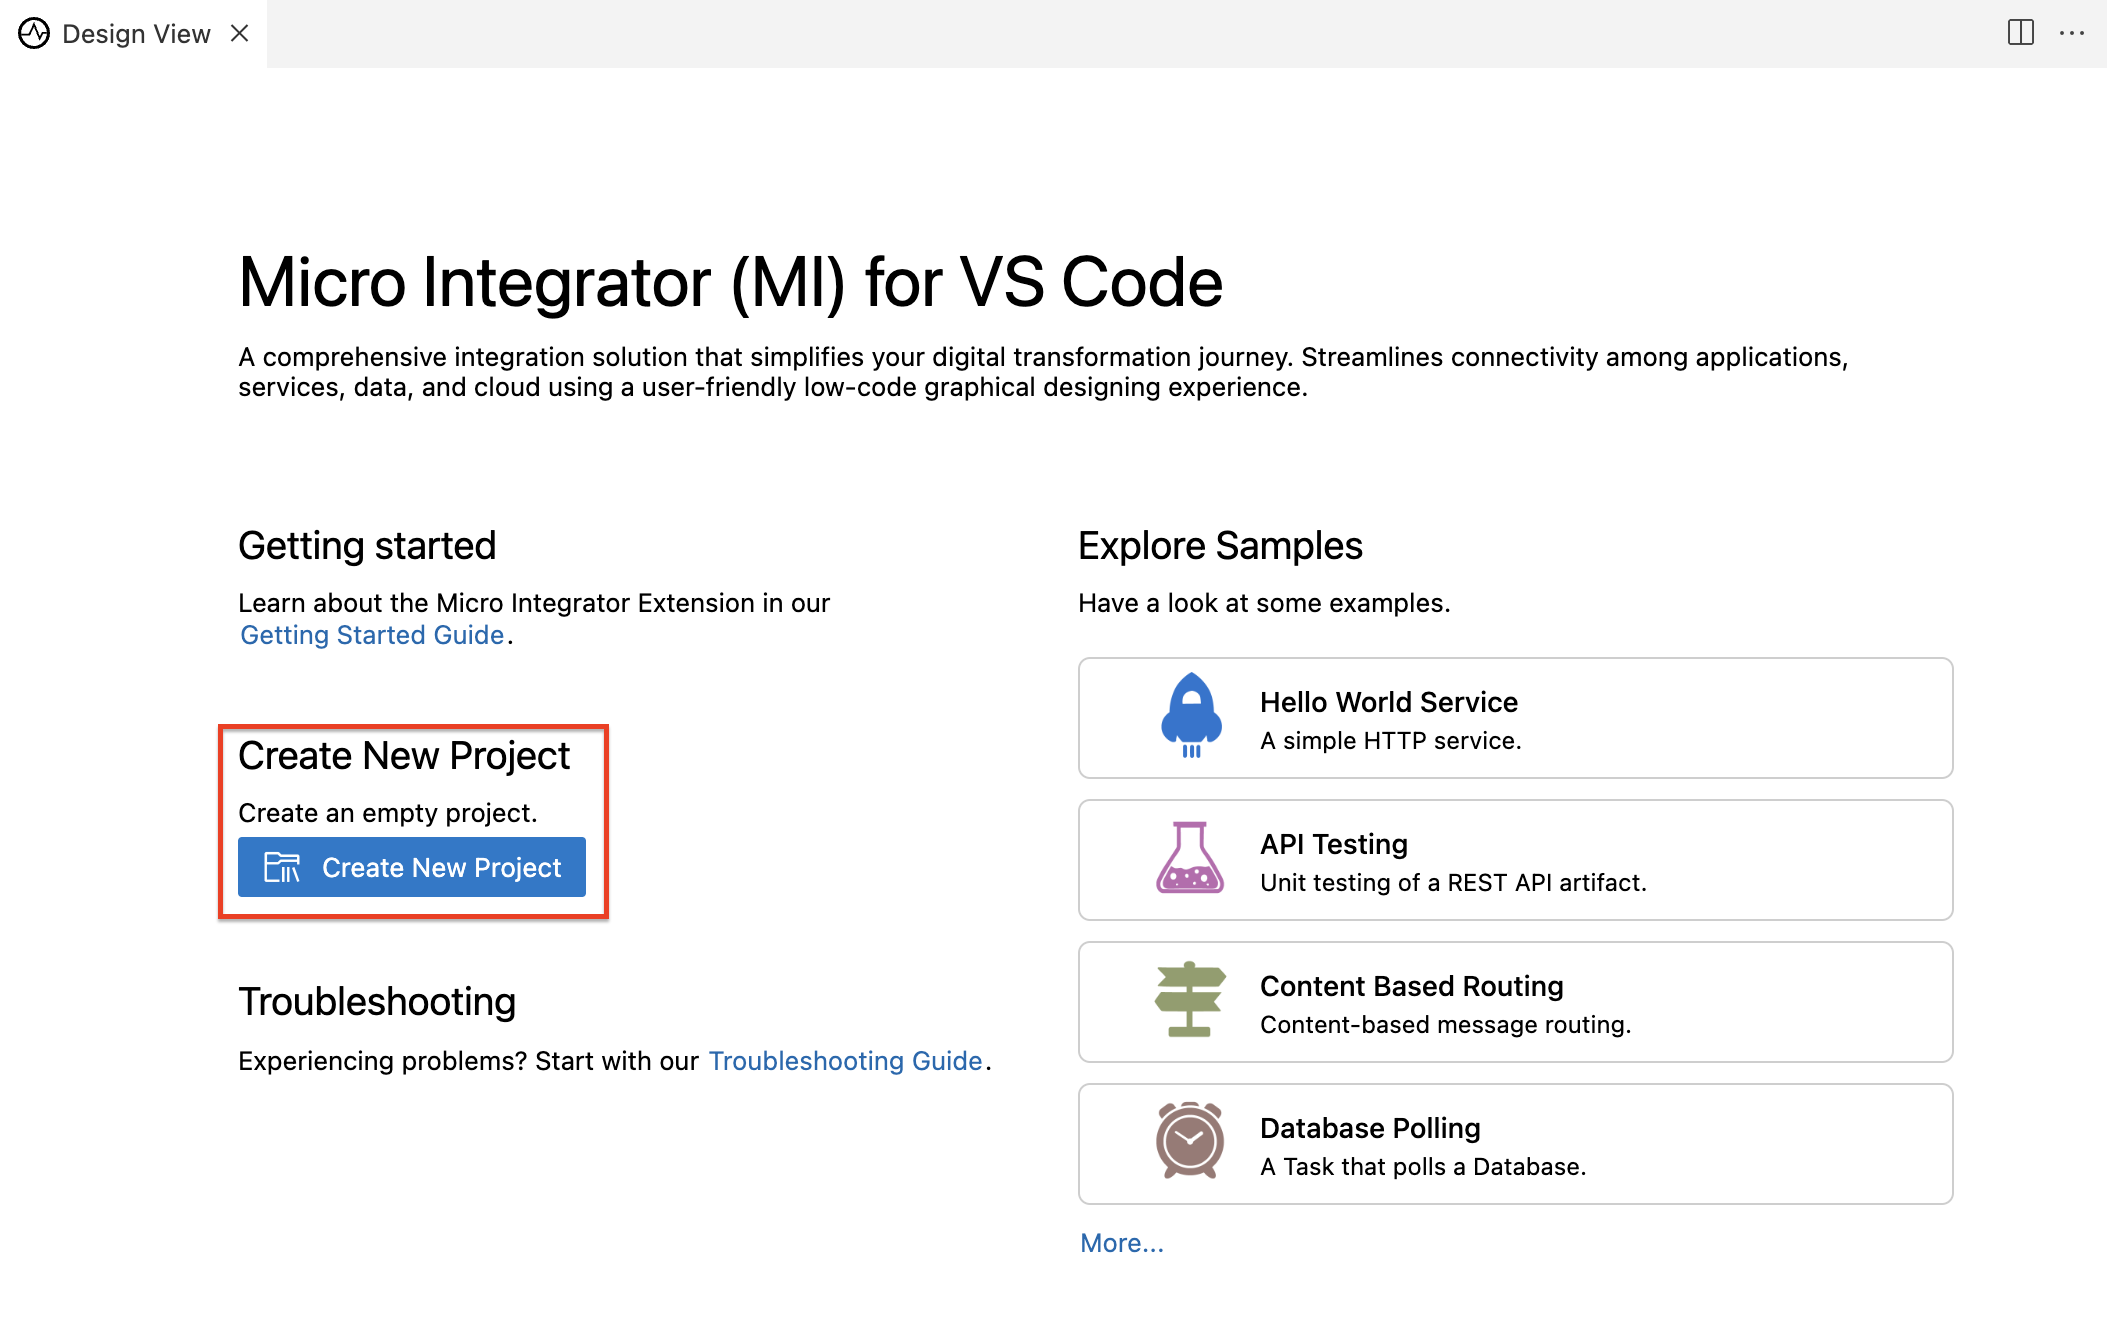 Design View
Micro Integrator (MI) for VS Code
A comprehensive integration solution that simplifies your digital transformation journey. Streamlines connectivity among applications,
services, data, and cloud using a user-friendly low-code graphical designing experience.
Getting started
Learn about the Micro Integrator Extension in our
Getting Started Guide.
Create New Project
Create an empty project.
Create New Project
Troubleshooting
Experiencing problems? Start with our Troubleshooting Guide.
Explore Samples
Have a look at some examples.
Hello World Service
A simple HTTP service.
API Testing
Unit testing of a REST API artifact.
Content Based Routing
Content-based message routing.
Database Polling
A Task that polls a Database.
More...